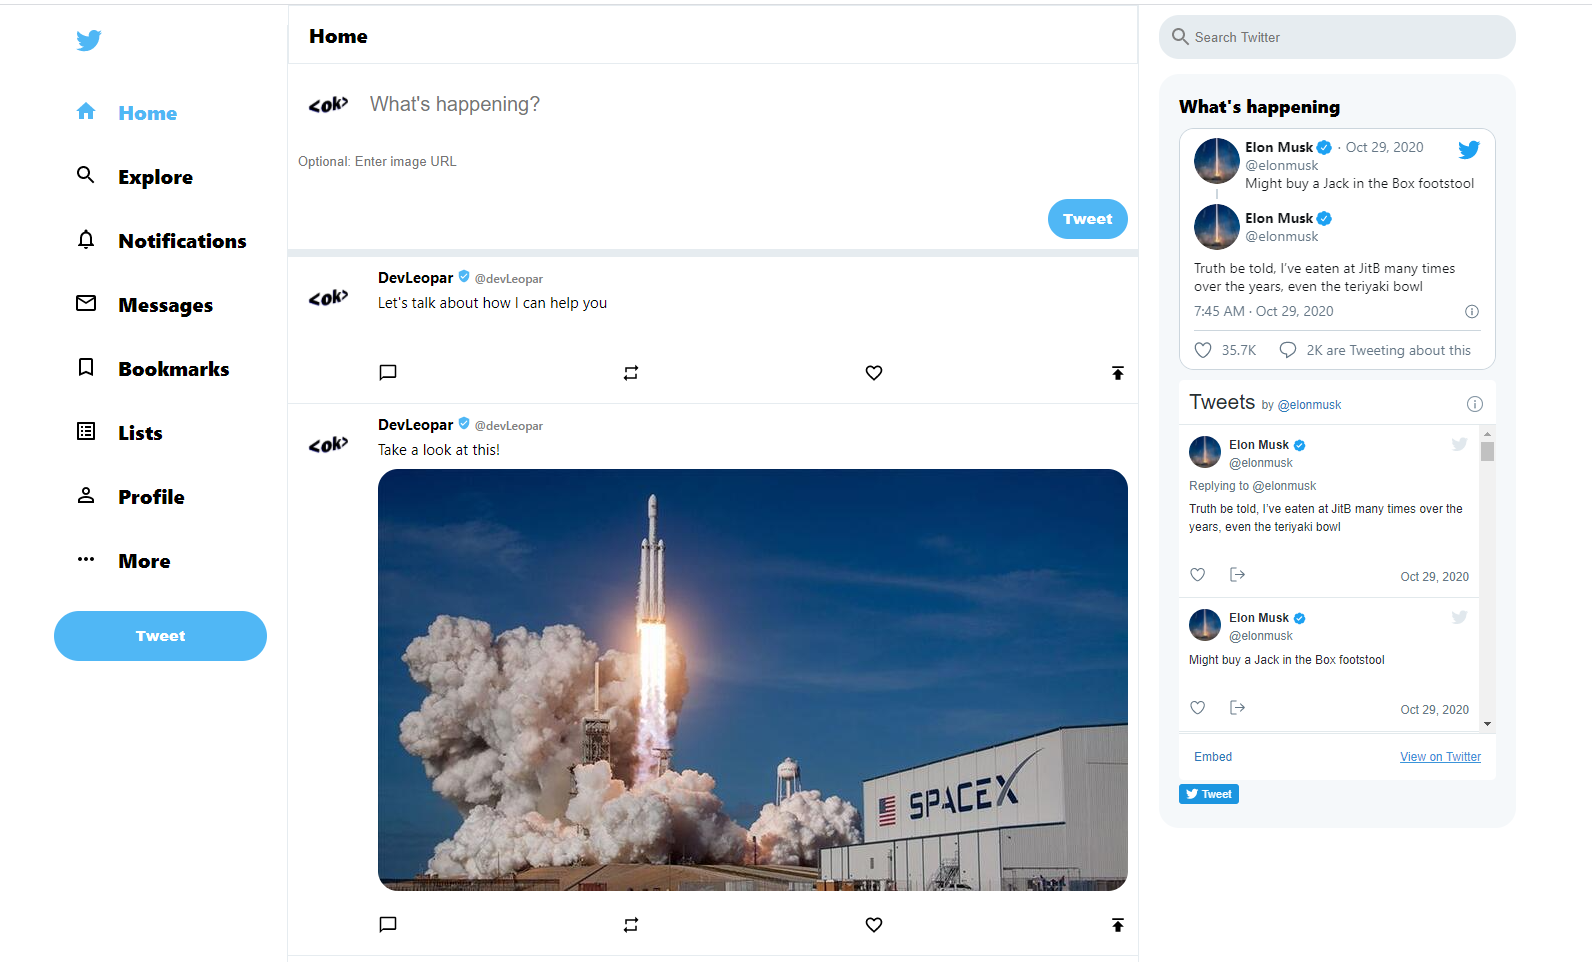 Home
Explore
Notifications
Messages
Bookmarks
Lists
Profile
More
Tweet
Home
<ok>
What's happening?
Optional: Enter image URL
Tweet
<ok>
DevLeopar @devLeopar
Let's talk about how I can help you
<ok>
DevLeopar @devLeopar
Take a look at this!
SPACEX
Search Twitter
What's happening
Elon Musk · Oct 29, 2020
@elonmusk
Might buy a Jack in the Box footstool
Elon Musk
@elonmusk
Truth be told, I’ve eaten at JitB many times
over the years, even the teriyaki bowl
7:45 AM · Oct 29, 2020
35.7K 2K are Tweeting about this
Tweets by @elonmusk
Elon Musk
@elonmusk
Replying to @elonmusk
Truth be told, I’ve eaten at JitB many times over the
years, even the teriyaki bowl
Oct 29, 2020
Elon Musk
@elonmusk
Might buy a Jack in the Box footstool
Oct 29, 2020
Embed View on Twitter
Tweet